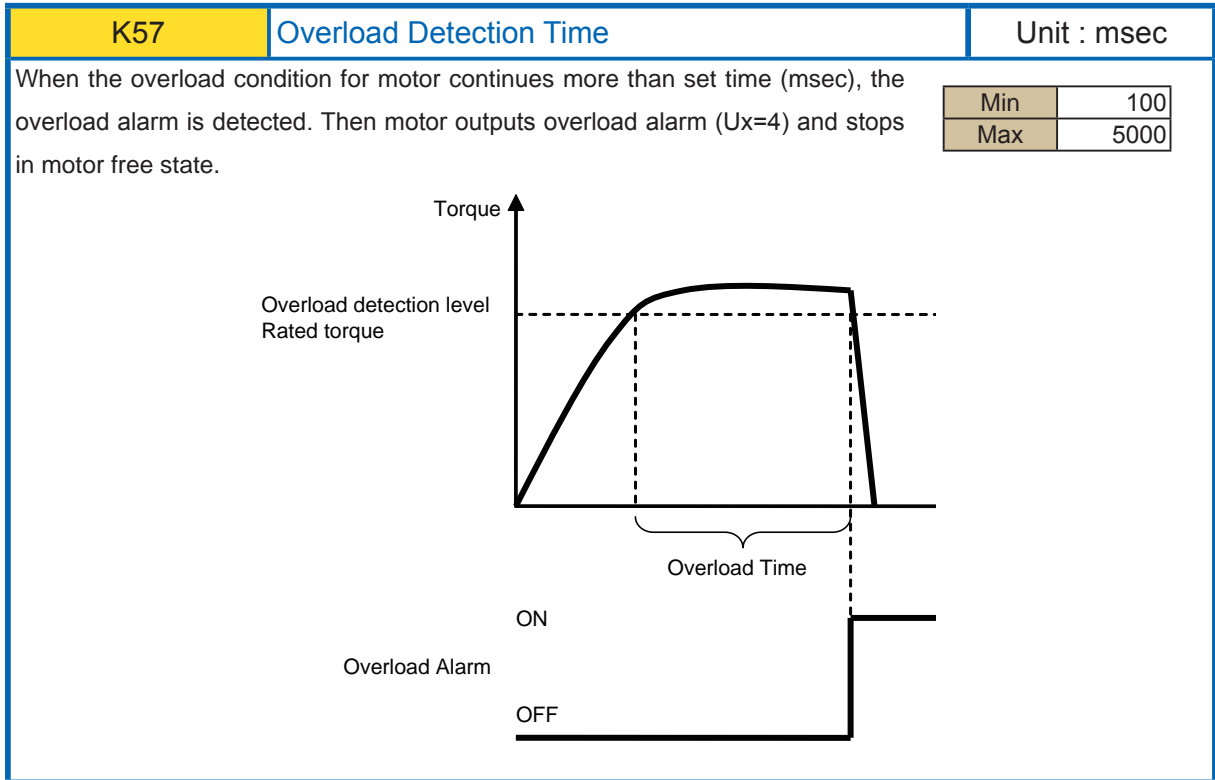 K57 Overload Detection Time Unit : msec
When the overload condition for motor continues more than set time (msec), the
overload alarm is detected. Then motor outputs overload alarm (Ux=4) and stops
in motor free state.
Min 100
Max 5000
Torque
Overload detection level
Rated torque
Overload Time
ON
Overload Alarm
OFF